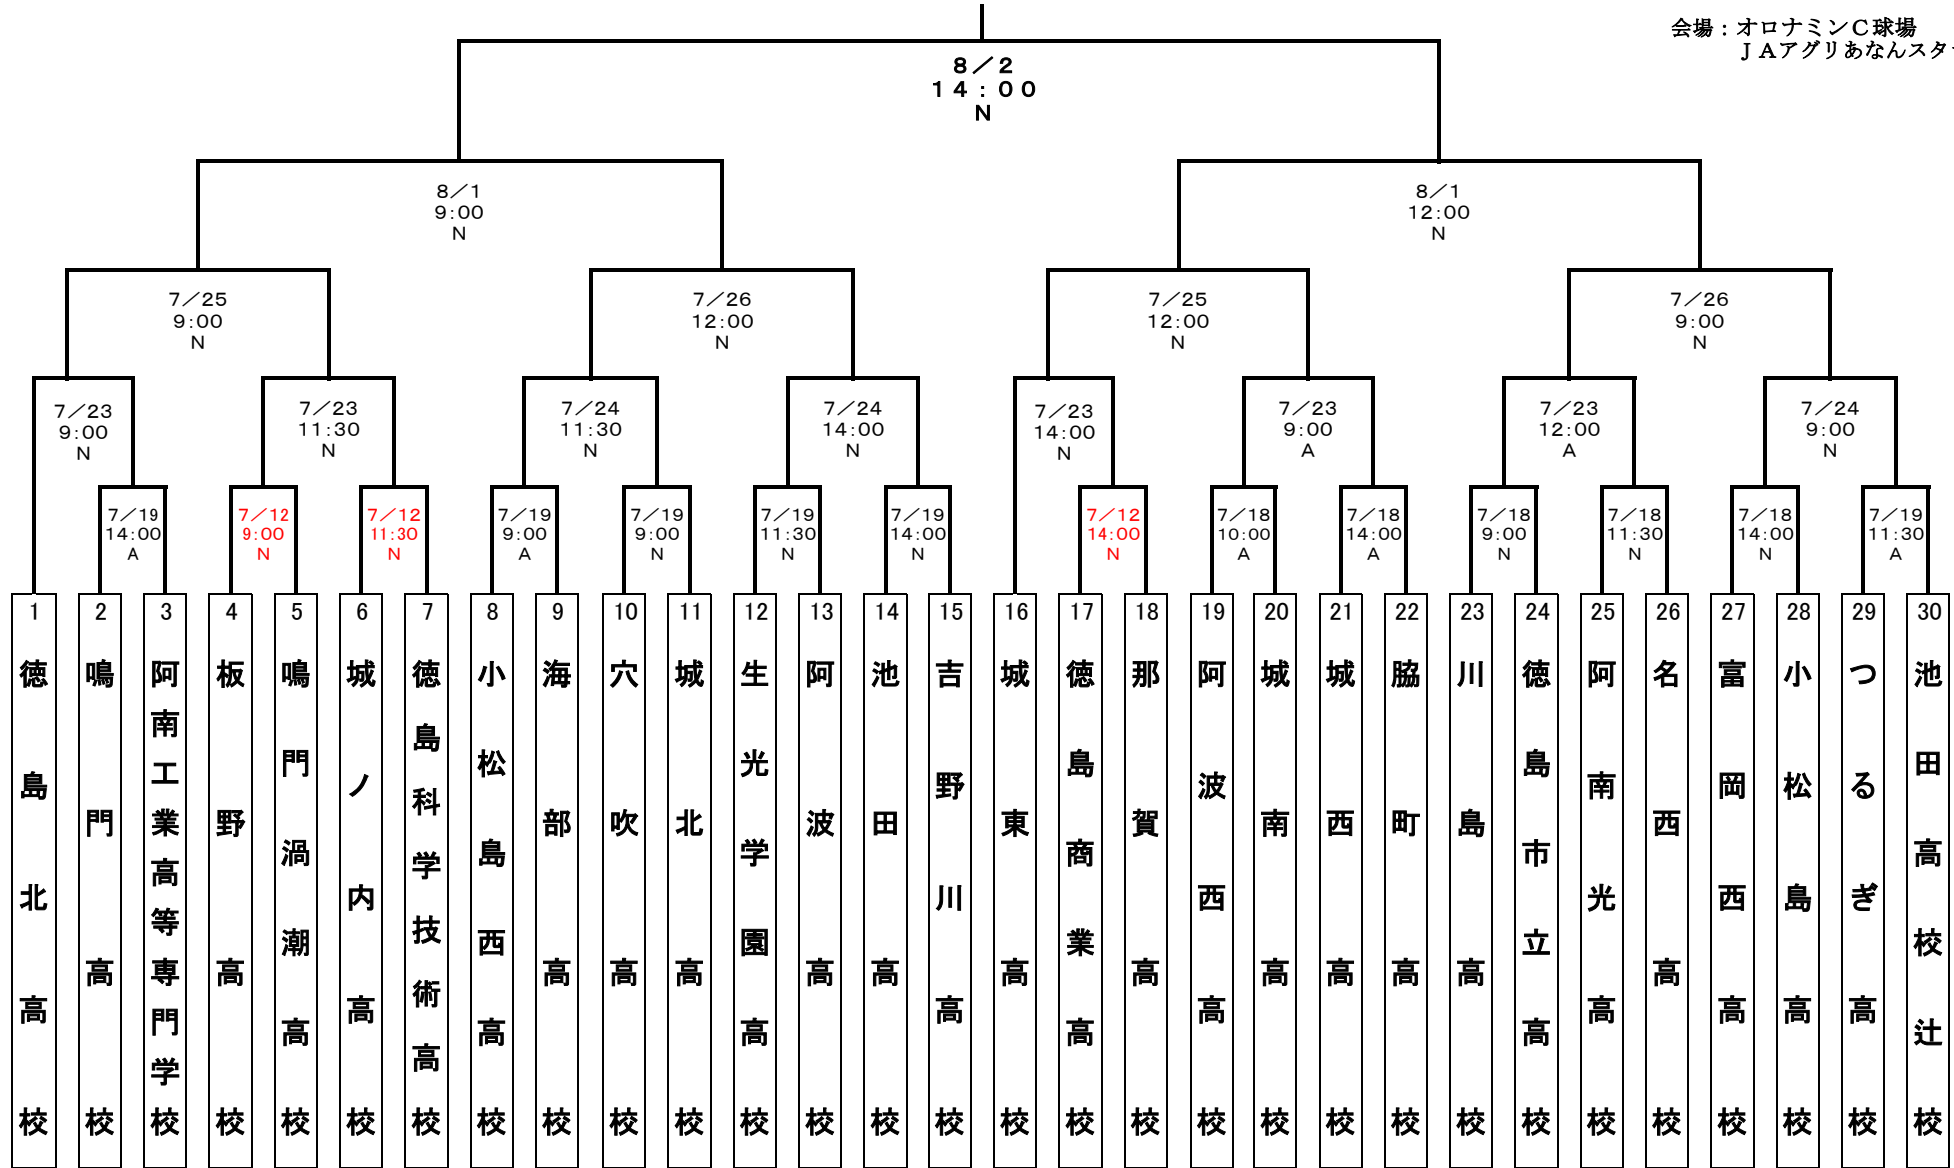 会場：オロナミンＣ球場
ＪＡアグリあなんスタ
8／2
14：00
N
8／1
9:00
N
8／1
12:00
N
7／25
9:00
N
7／26
12:00
N
7／25
12:00
N
7／26
9:00
N
7／23
9:00
N
7／23
11:30
N
7／24
11:30
N
7／24
14:00
N
7／23
14:00
N
7／23
9:00
A
7／23
12:00
A
7／24
9:00
N
7／19
14:00
A
7／12
9:00
N
7／12
11:30
N
7／19
9:00
A
7／19
9:00
N
7／19
11:30
N
7／19
14:00
N
7／12
14:00
N
7／18
10:00
A
7／18
14:00
A
7／18
9:00
N
7／18
11:30
N
7／18
14:00
N
7／19
11:30
A
1
徳島北高校
2
鳴門高校
3
阿南工業高等専門学校
4
板野高校
5
鳴門渦潮高校
6
城ノ内高校
7
徳島科学技術高校
8
小松島西高校
9
海部高校
10
穴吹高校
11
城北高校
12
生光学園高校
13
阿波高校
14
池田高校
15
吉野川高校
16
城東高校
17
徳島商業高校
18
那賀高校
19
阿波西高校
20
城南高校
21
城西高校
22
脇町高校
23
川島高校
24
徳島市立高校
25
阿南光高校
26
名西高校
27
富岡西高校
28
小松島高校
29
つるぎ高校
30
池田高校辻校